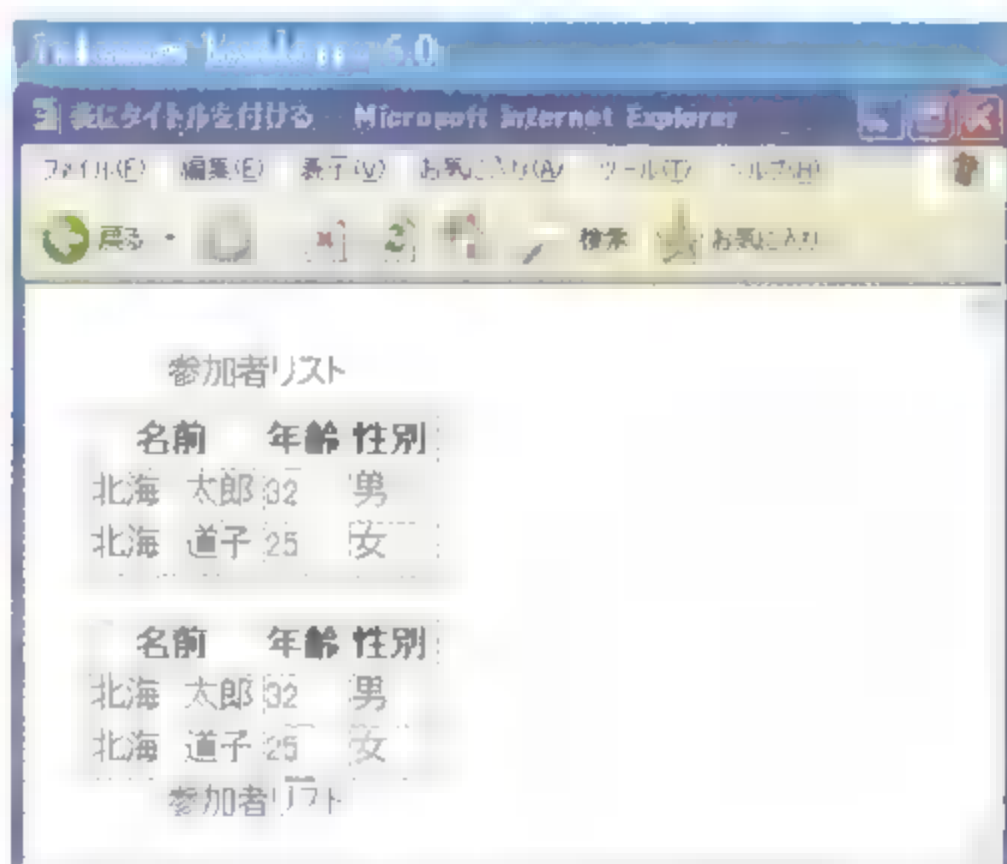 6.0
表にタイトルを付ける Microsoft Internet Explorer
ファイル(F) 編集(E) 表示(V) お気に入り(A) ツール(T) ヘルプ(H)
戻る 検索 お気に入り
参加者リスト
名前 年齢 性別
北海 太郎 32 男
北海 道子 25 女
名前 年齢 性別
北海 太郎 32 男
北海 道子 25 女
参加者リスト